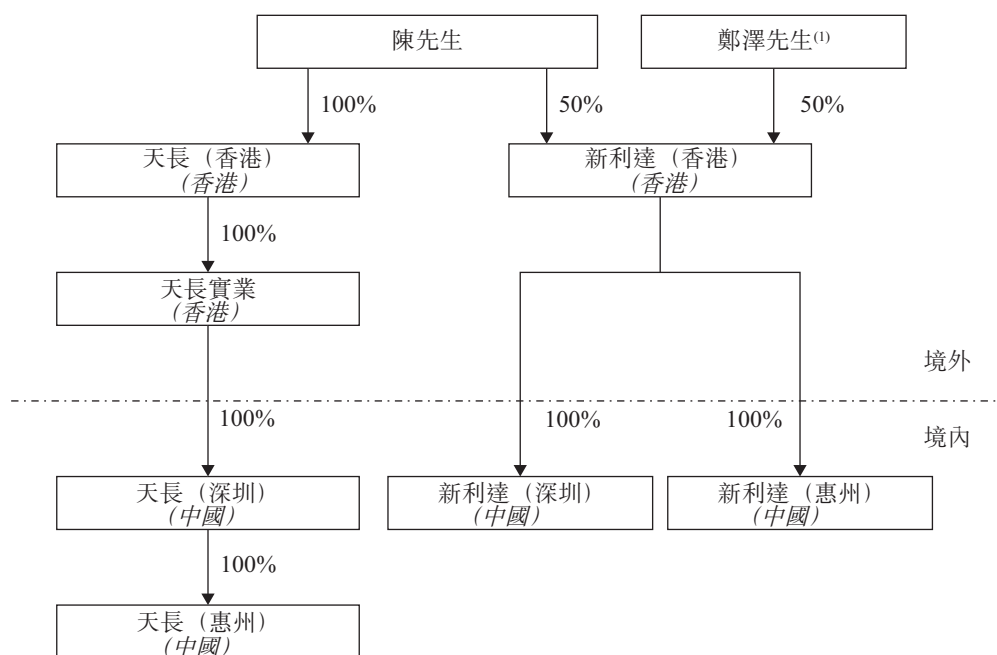 陳先生
鄭澤先生(1)
100%
50%
50%
天長（香港）
(香港)
新利達（香港）
(香港)
100%
天長實業
(香港)
境外
100%
100%
100%
境內
天長（深圳）
(中國)
新利達（深圳）
(中國)
新利達（惠州）
(中國)
100%
天長（惠州）
(中國)